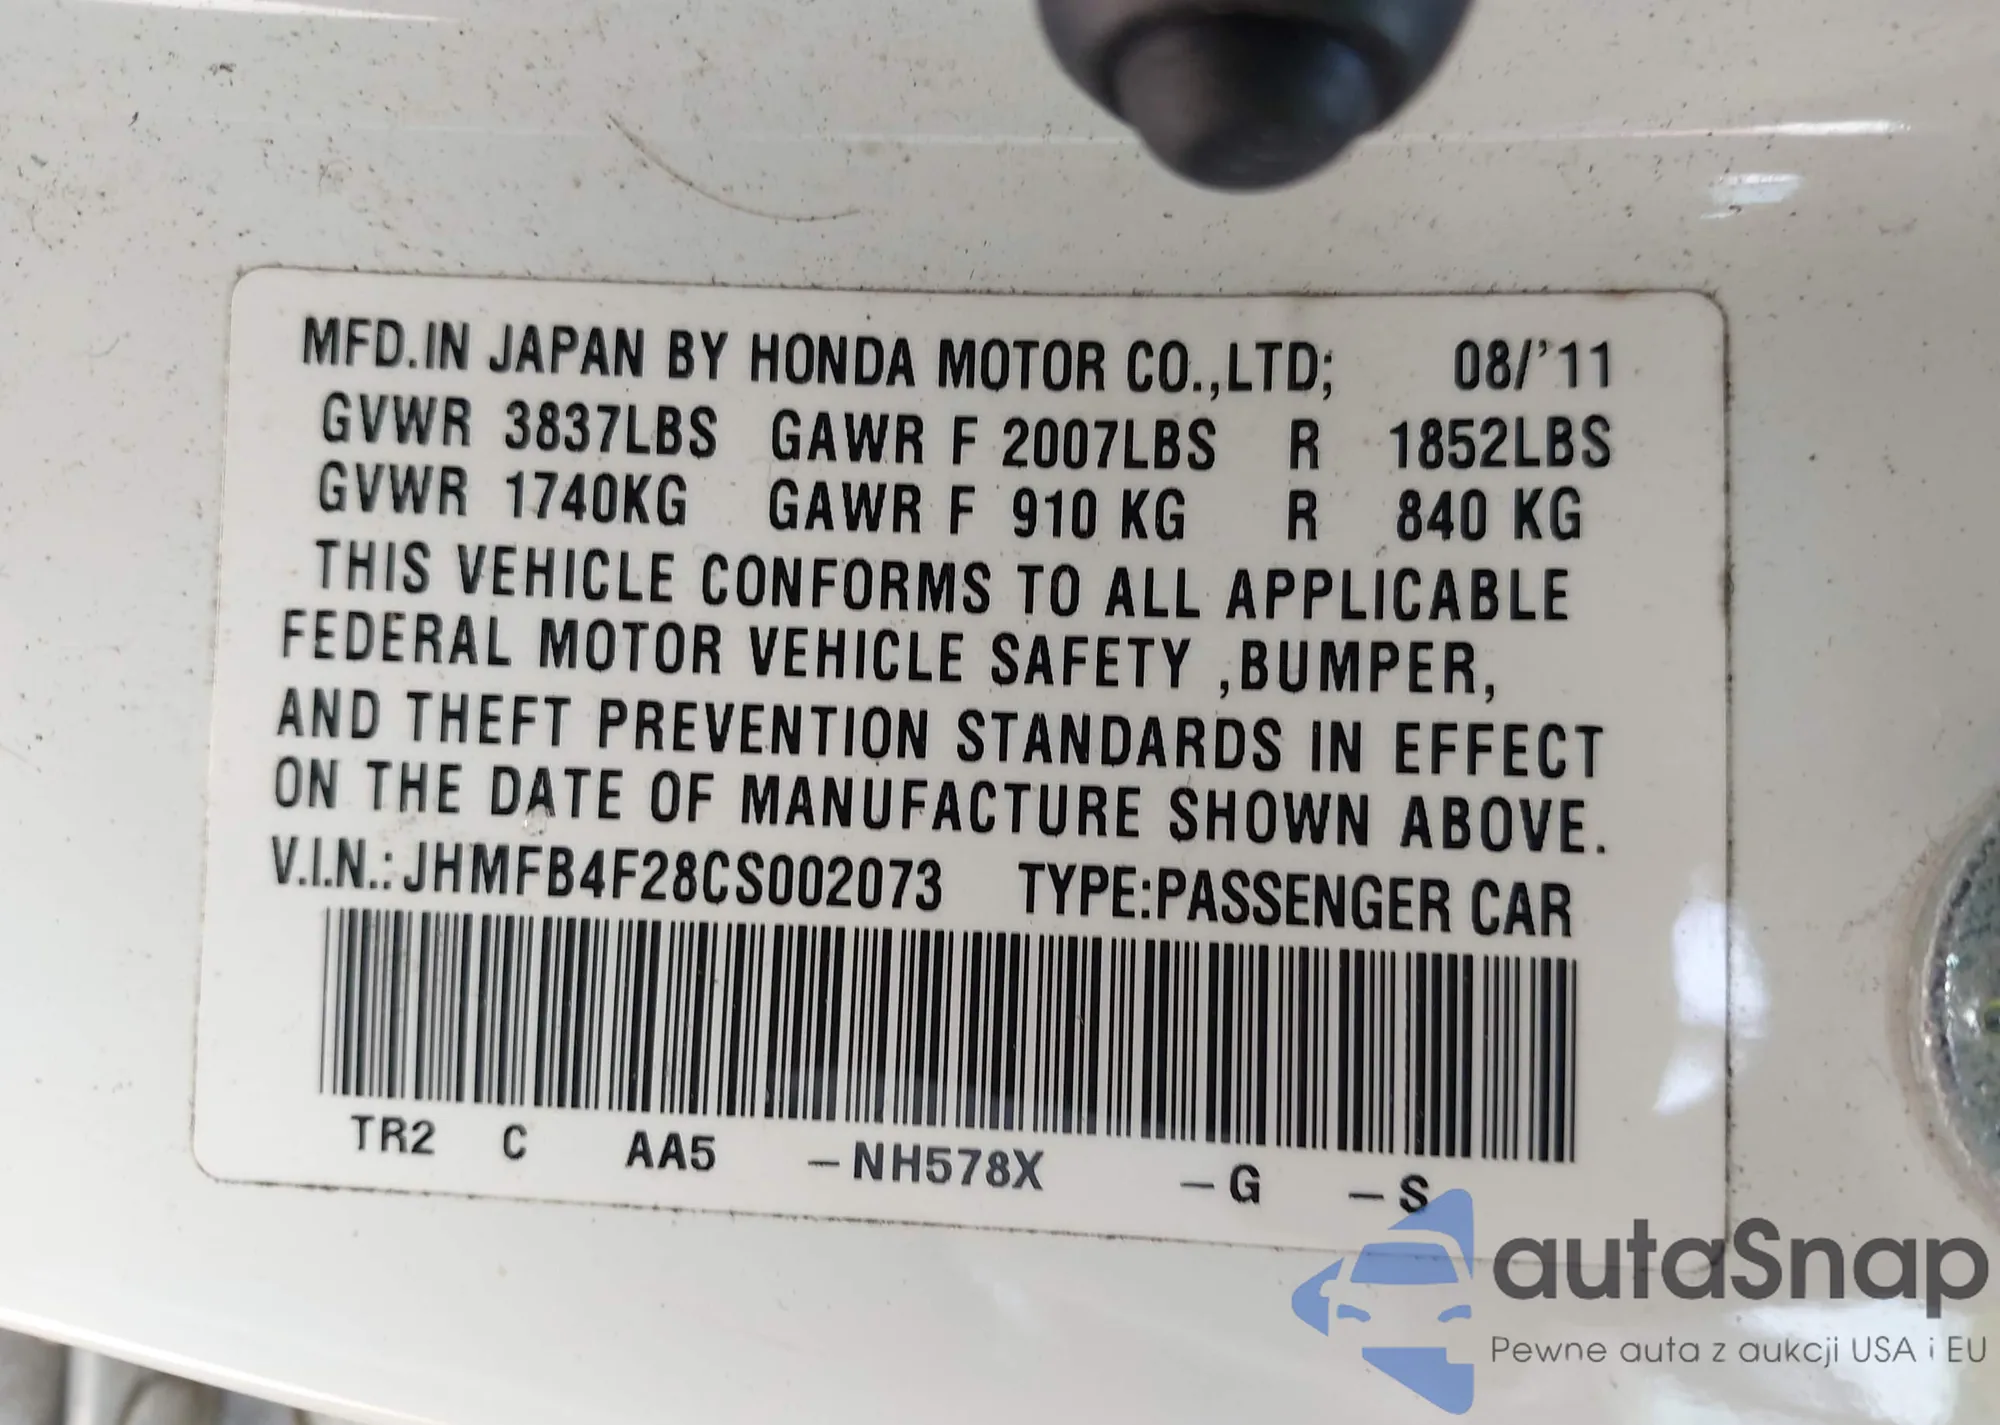 MFD.IN JAPAN BY HONDA MOTOR CO.,LTD; 08/'11
GVWR 3837LBS GAWR F 2007LBS R 1852LBS
GVWR 1740KG GAWR F 910 KG R 840 KG
THIS VEHICLE CONFORMS TO ALL APPLICABLE
FEDERAL MOTOR VEHICLE SAFETY ,BUMPER,
AND THEFT PREVENTION STANDARDS IN EFFECT
ON THE DATE OF MANUFACTURE SHOWN ABOVE.
V.I.N.: JHMFB4F28CS002073 TYPE:PASSENGER CAR
TR2 C AA5 –NH578X –G –S
autaSnap
Pewne auta z aukcji USA i EU